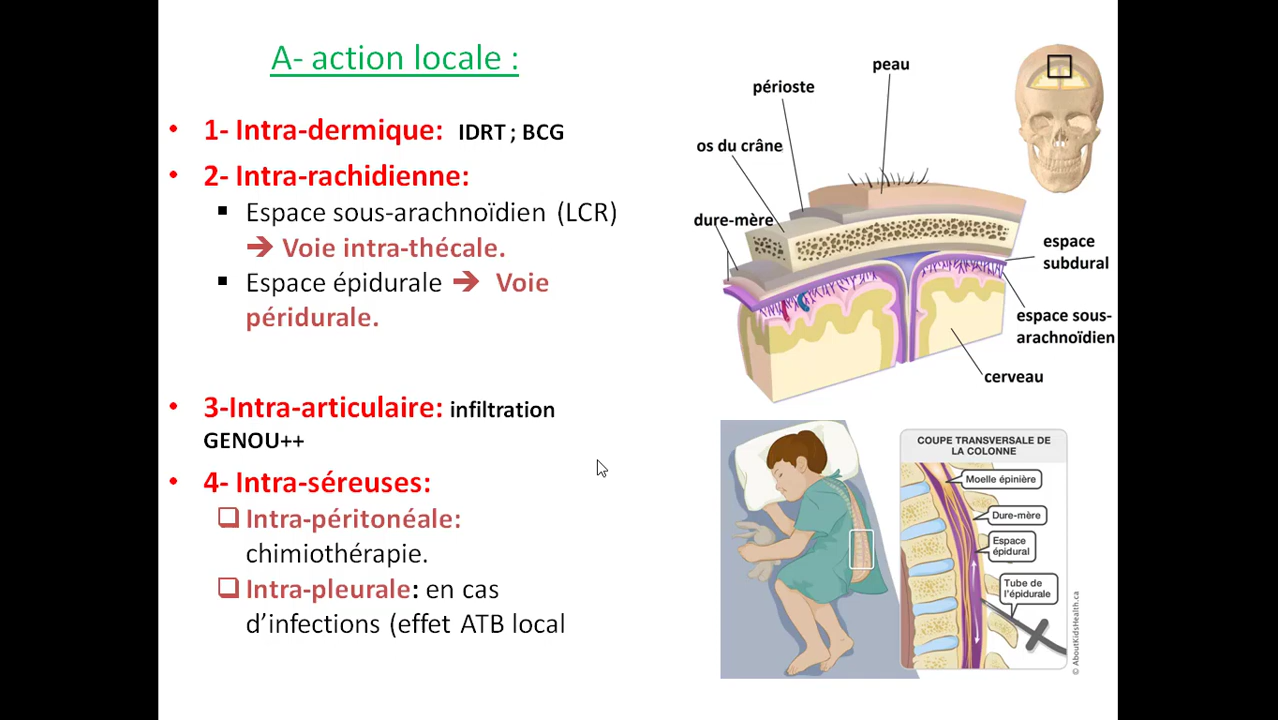 A- action locale :
• 1- Intra-dermique: IDRT ; BCG
• 2- Intra-rachidienne:
▪ Espace sous-arachnoïdien (LCR)
➔ Voie intra-thécale.
▪ Espace épidurale ➔ Voie
péridurale.
• 3-Intra-articulaire: infiltration
GENOU++
• 4- Intra-séreuses:
❑ Intra-péritonéale:
chimiothérapie.
❑ Intra-pleurale: en cas
d’infections (effet ATB local
peau
périoste
os du crâne
dure-mère
espace
subdural
espace sous-
arachnoïdien
cerveau
COUPE TRANSVERSALE DE
LA COLONNE
Moelle épinière
Dure-mère
Espace
épidural
Tube de
l’épidurale
© AboutKidsHealth.ca